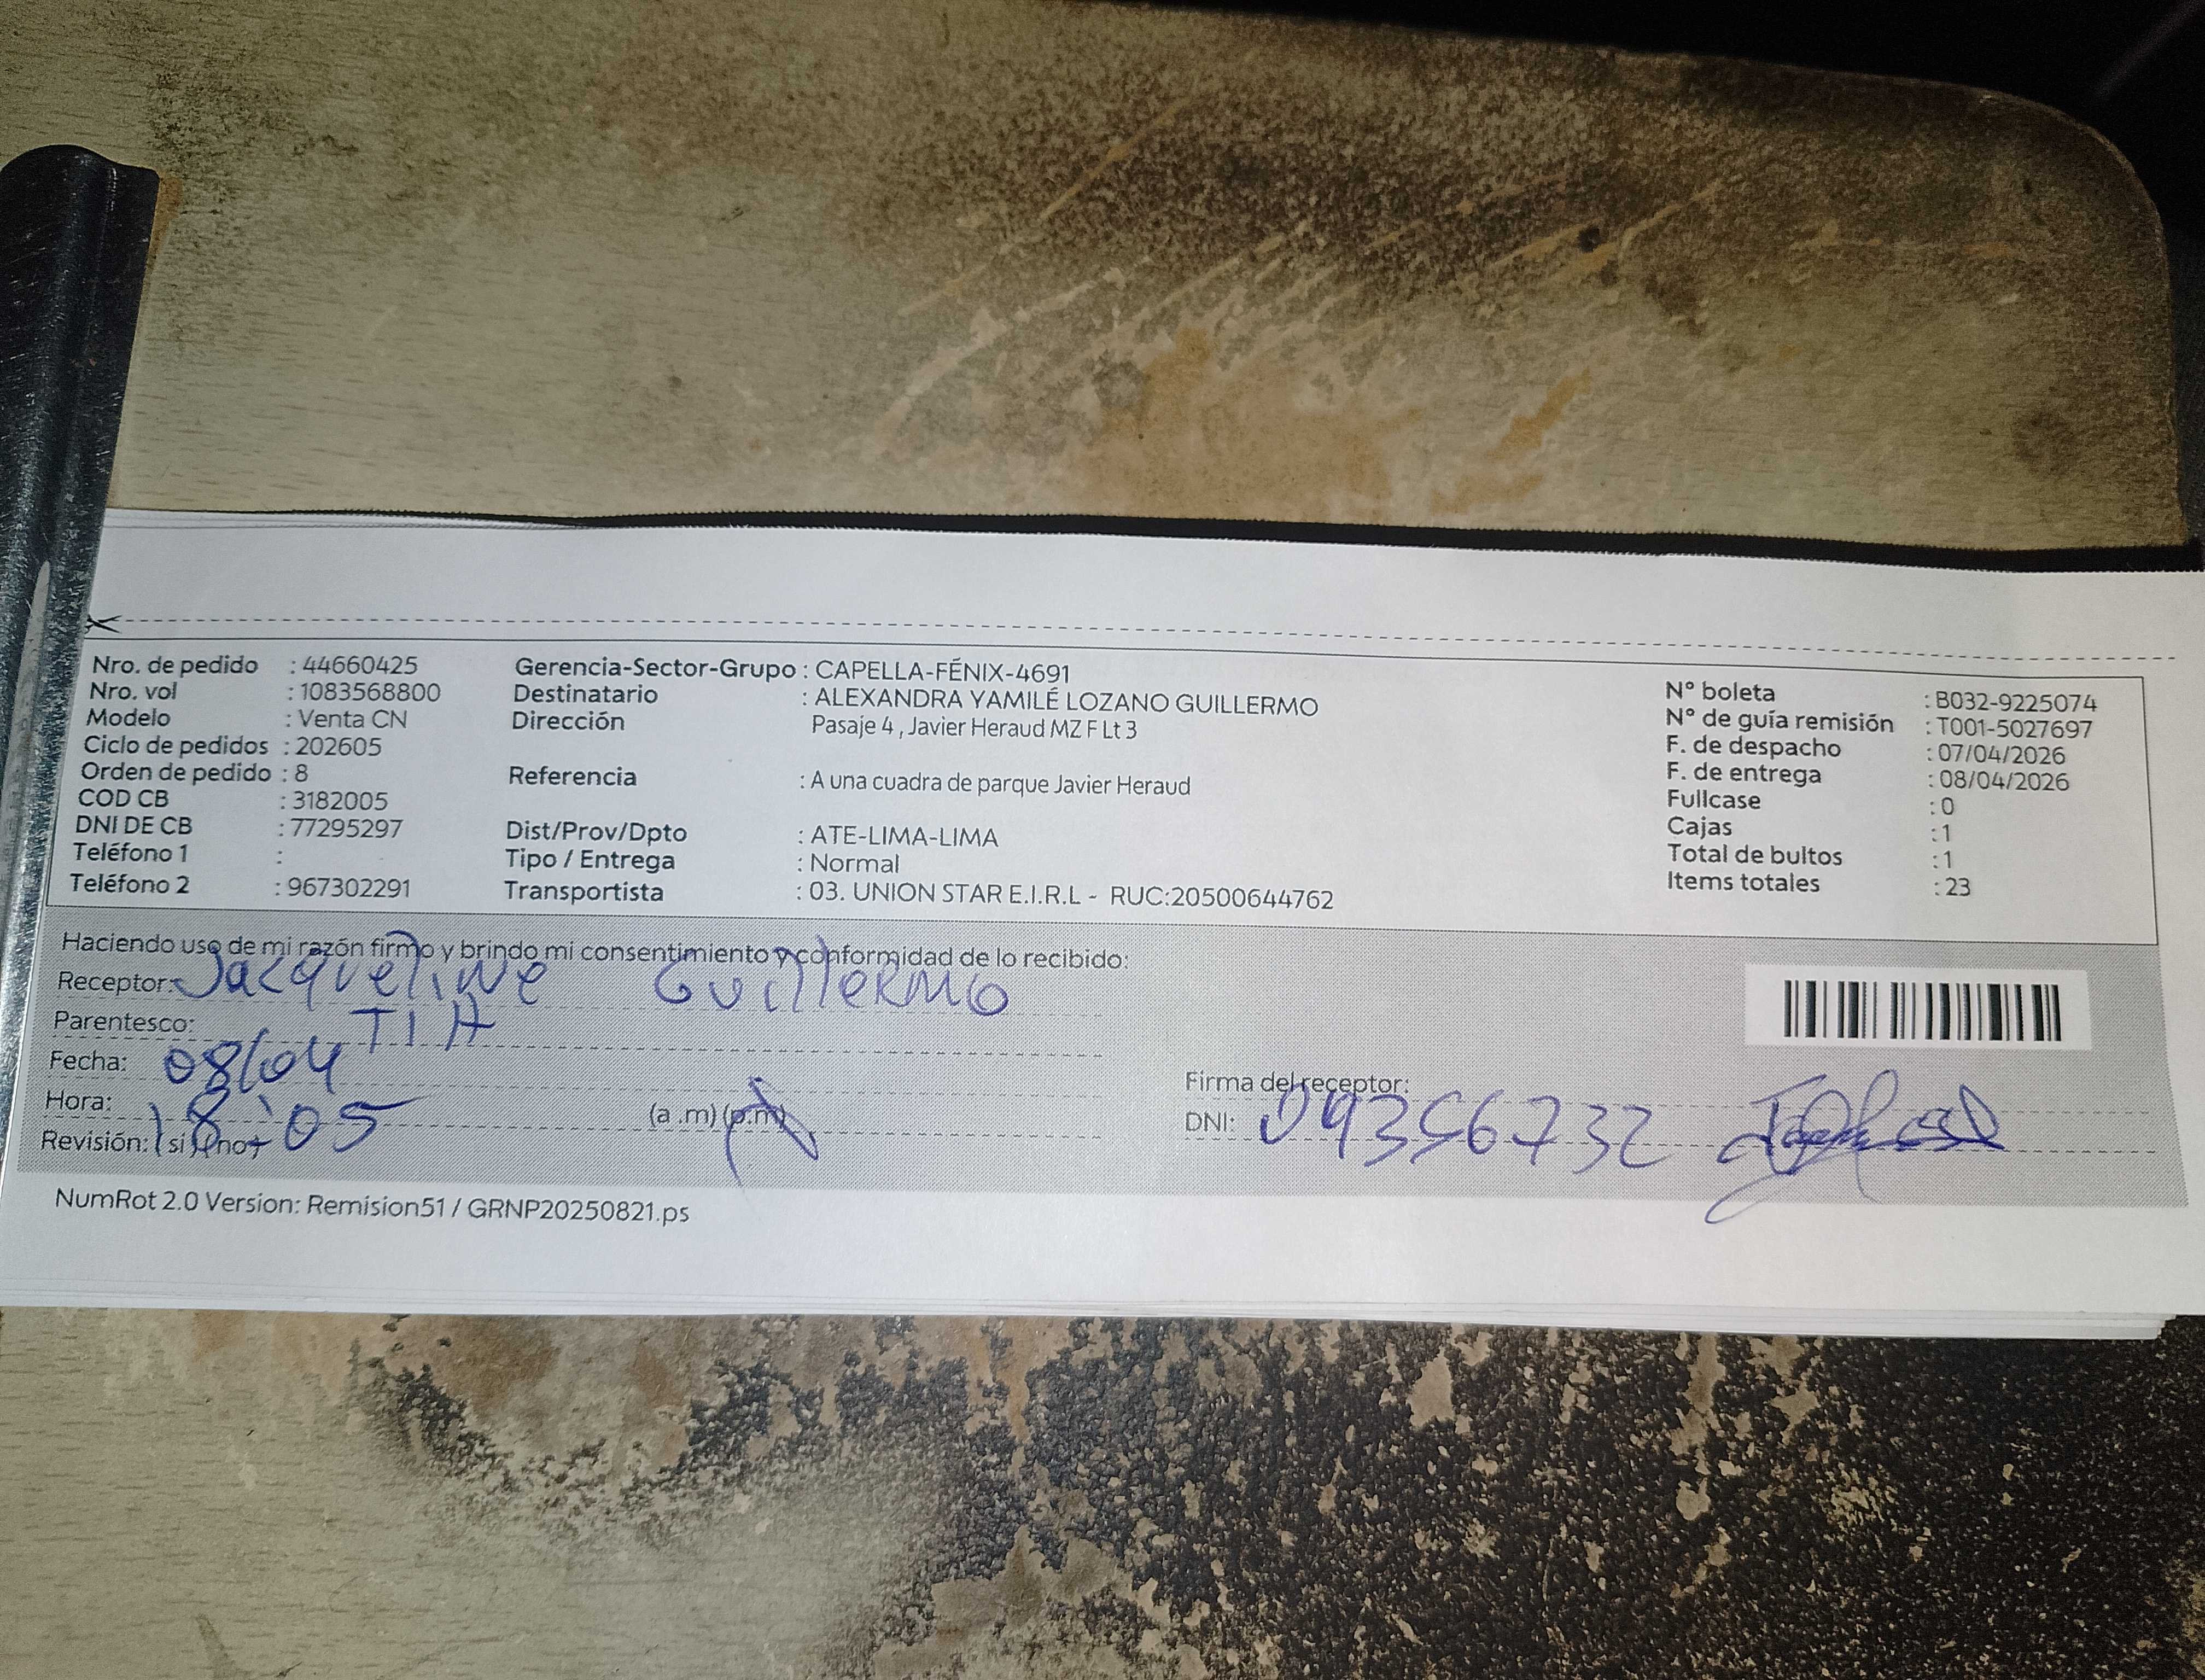 Nro. de pedido : 44660425
Nro. vol : 1083568800
Modelo : Venta CN
Ciclo de pedidos : 202605
Orden de pedido : 8
COD CB : 3182005
DNI DE CB : 77295297
Teléfono 1 :
Teléfono 2 : 967302291
Gerencia-Sector-Grupo : CAPELLA-FÉNIX-4691
Destinatario : ALEXANDRA YAMILÉ LOZANO GUILLERMO
Dirección Pasaje 4 , Javier Heraud MZ F Lt 3
Referencia : A una cuadra de parque Javier Heraud
Dist/Prov/Dpto : ATE-LIMA-LIMA
Tipo / Entrega : Normal
Transportista : 03. UNION STAR E.I.R.L - RUC:20500644762
N° boleta : B032-9225074
N° de guía remisión : T001-5027697
F. de despacho : 07/04/2026
F. de entrega : 08/04/2026
Fullcase : 0
Cajas : 1
Total de bultos : 1
Items totales : 23
Haciendo uso de mi razón firmo y brindo mi consentimiento y conformidad de lo recibido:
Receptor: Jacqueline Guillermo
Parentesco: TIA
Fecha: 08/04
Hora: 18:05 (a .m) (p.m)
Revisión: ( si ) ( no )
Firma del receptor:
DNI: 09356732
NumRot 2.0 Version: Remision51 / GRNP20250821.ps